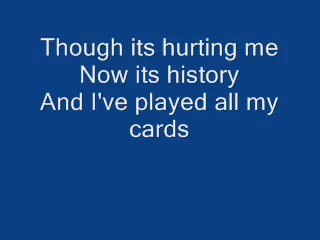 Though its hurting me
Now its history
And I've played all my
cards